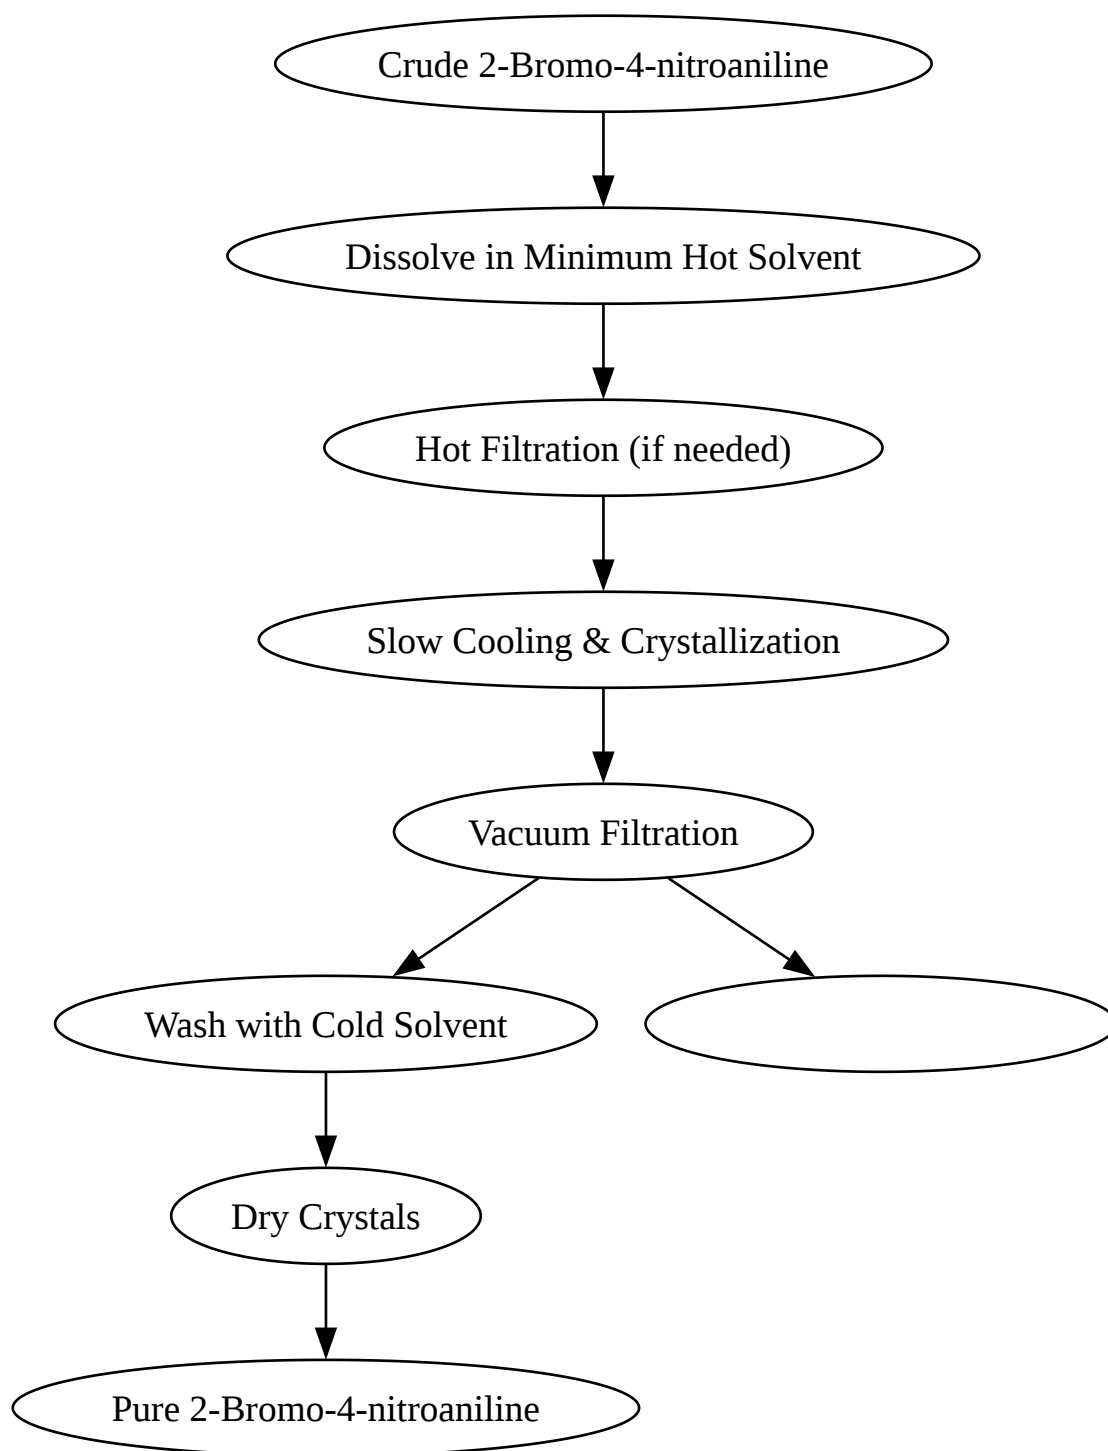 Crude 2-Bromo-4-nitroaniline
Dissolve in Minimum Hot Solvent
Hot Filtration (if needed)
Slow Cooling & Crystallization
Vacuum Filtration
Wash with Cold Solvent
Dry Crystals
Pure 2-Bromo-4-nitroaniline